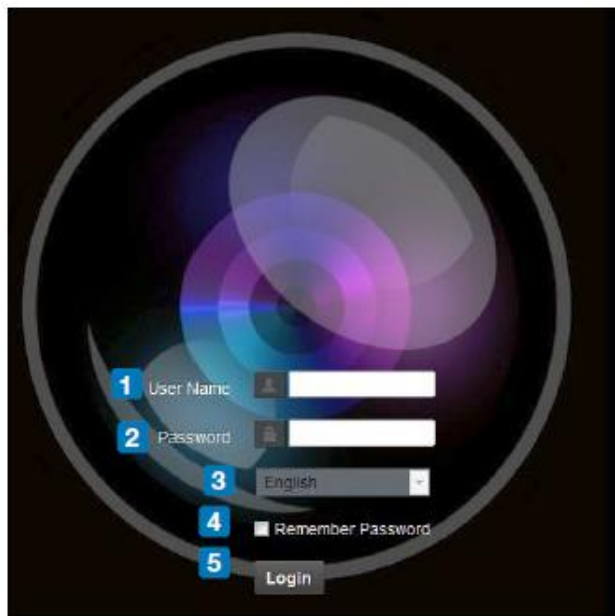 1 User Name
2 Password
3 English
4 Remember Password
5 Login